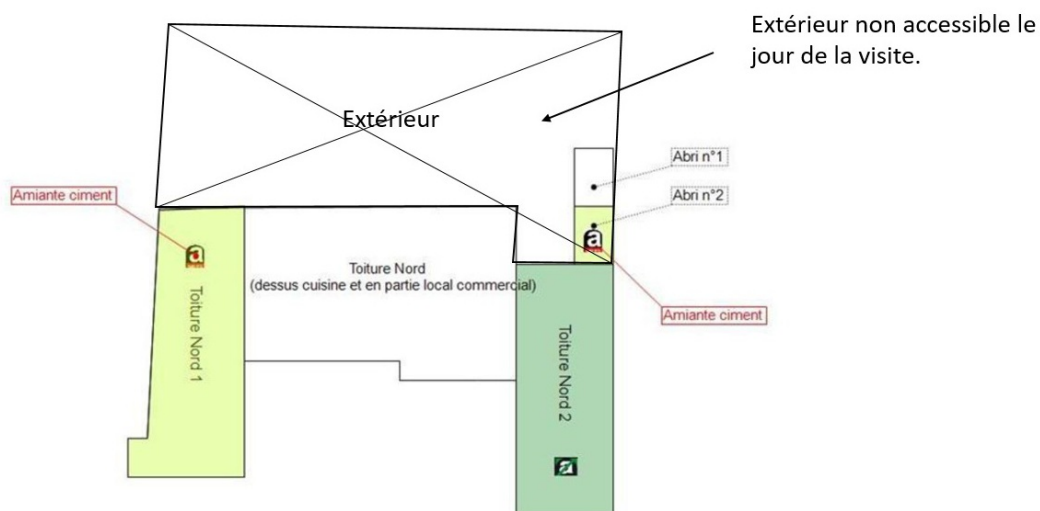 Extérieur non accessible le
jour de la visite.
Extérieur
Abri n°1
Abri n°2
Amiante ciment
a
a
Toiture Nord
(dessus cuisine et en partie local commercial)
Toiture Nord 1
Amiante ciment
Toiture Nord 2
a